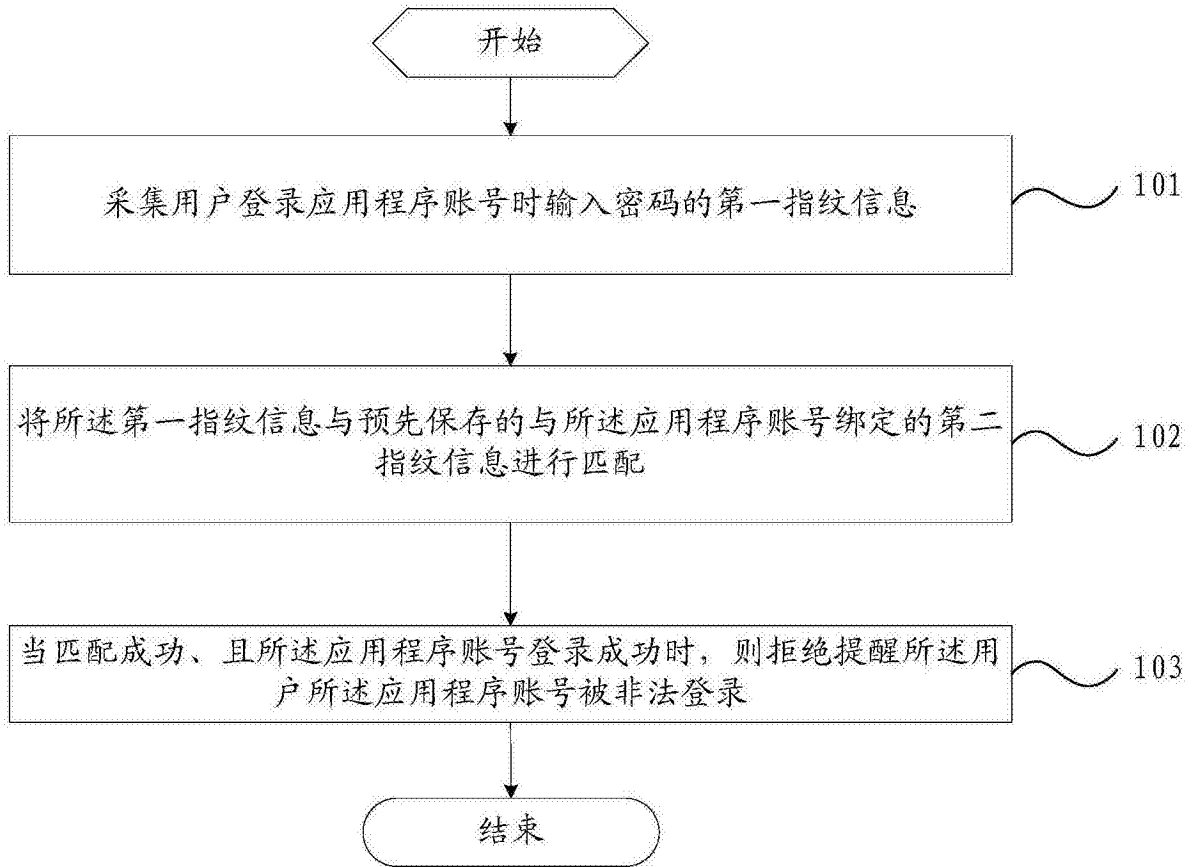 开始
采集用户登录应用程序账号时输入密码的第一指纹信息
101
将所述第一指纹信息与预先保存的与所述应用程序账号绑定的第二
指纹信息进行匹配
102
当匹配成功、且所述应用程序账号登录成功时，则拒绝提醒所述用
户所述应用程序账号被非法登录
103
结束